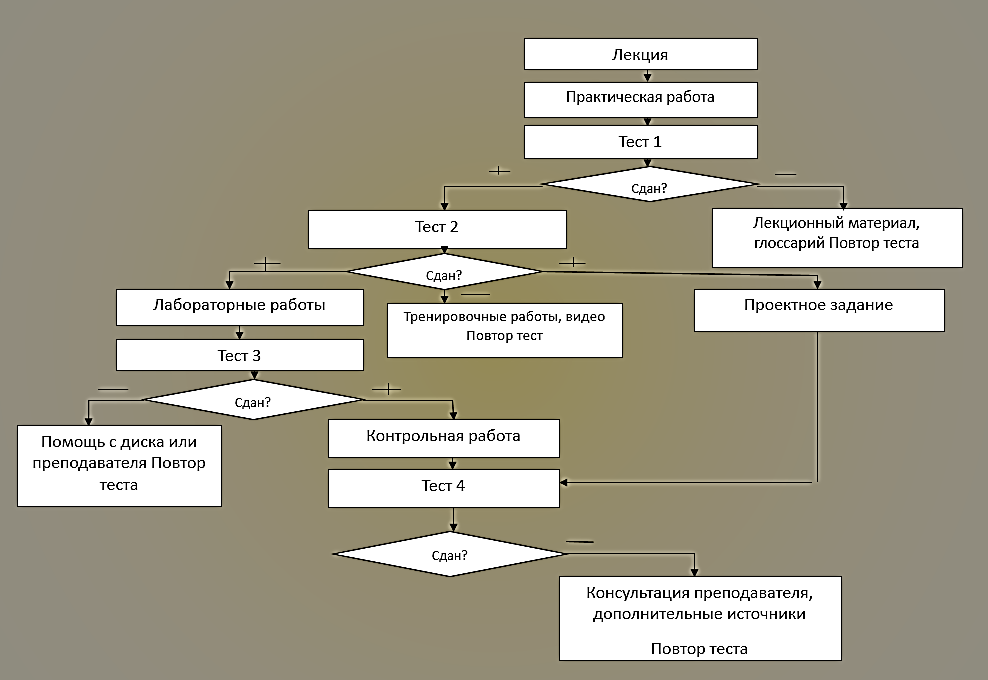 Лекция
Практическая работа
Тест 1
+
—
Сдан?
Лекционный материал,
глоссарий Повтор теста
Тест 2
+
+
Сдан?
—
Лабораторные работы
Тренировочные работы, видео
Повтор тест
Проектное задание
Тест 3
—
+
Сдан?
Помощь с диска или
преподавателя Повтор
теста
Контрольная работа
Тест 4
—
Сдан?
Консультация преподавателя,
дополнительные источники
Повтор теста